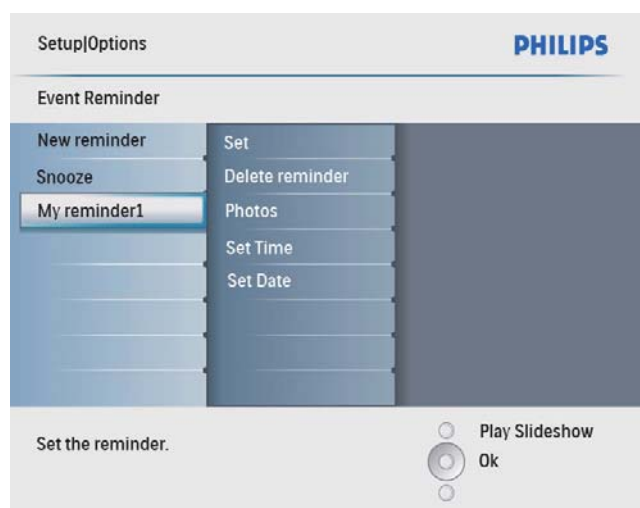 Setup|Options
PHILIPS
Event Reminder
New reminder
Snooze
My reminder1
Set
Delete reminder
Photos
Set Time
Set Date
Set the reminder.
Play Slideshow
Ok